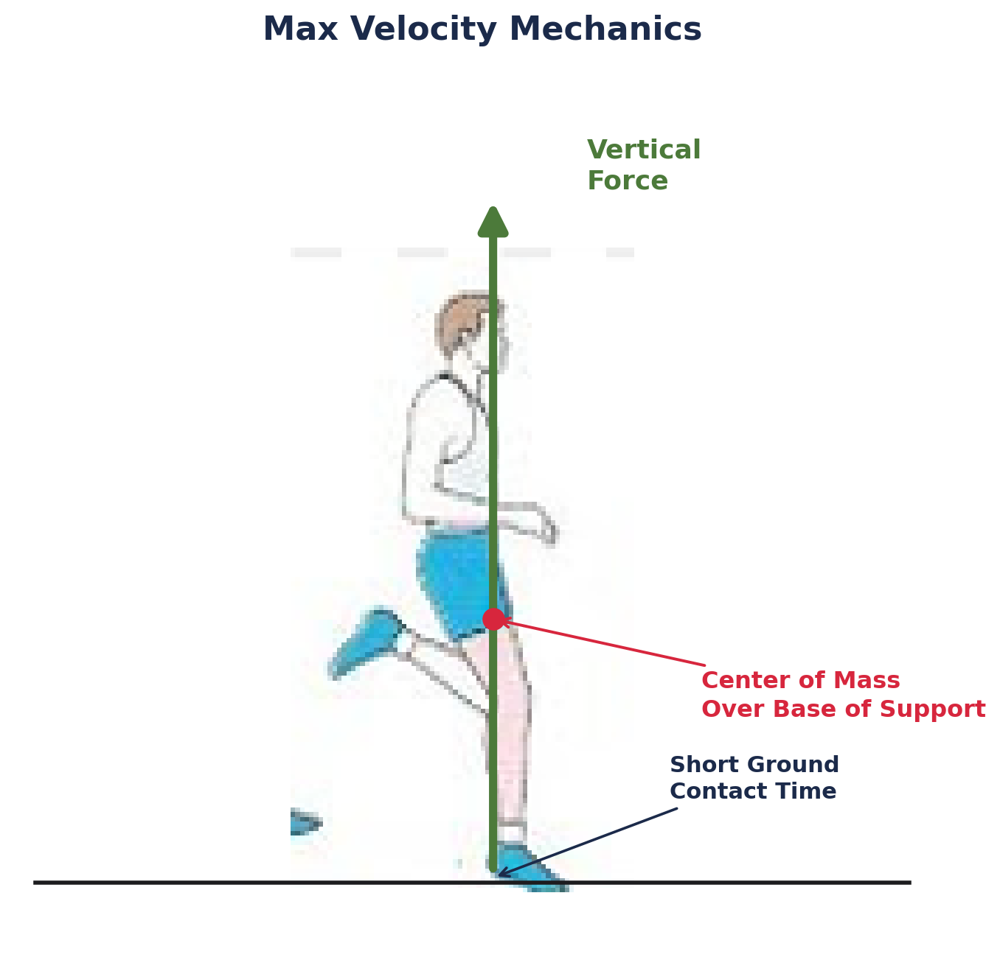 Max Velocity Mechanics
Vertical
Force
Center of Mass
Over Base of Support
Short Ground
Contact Time